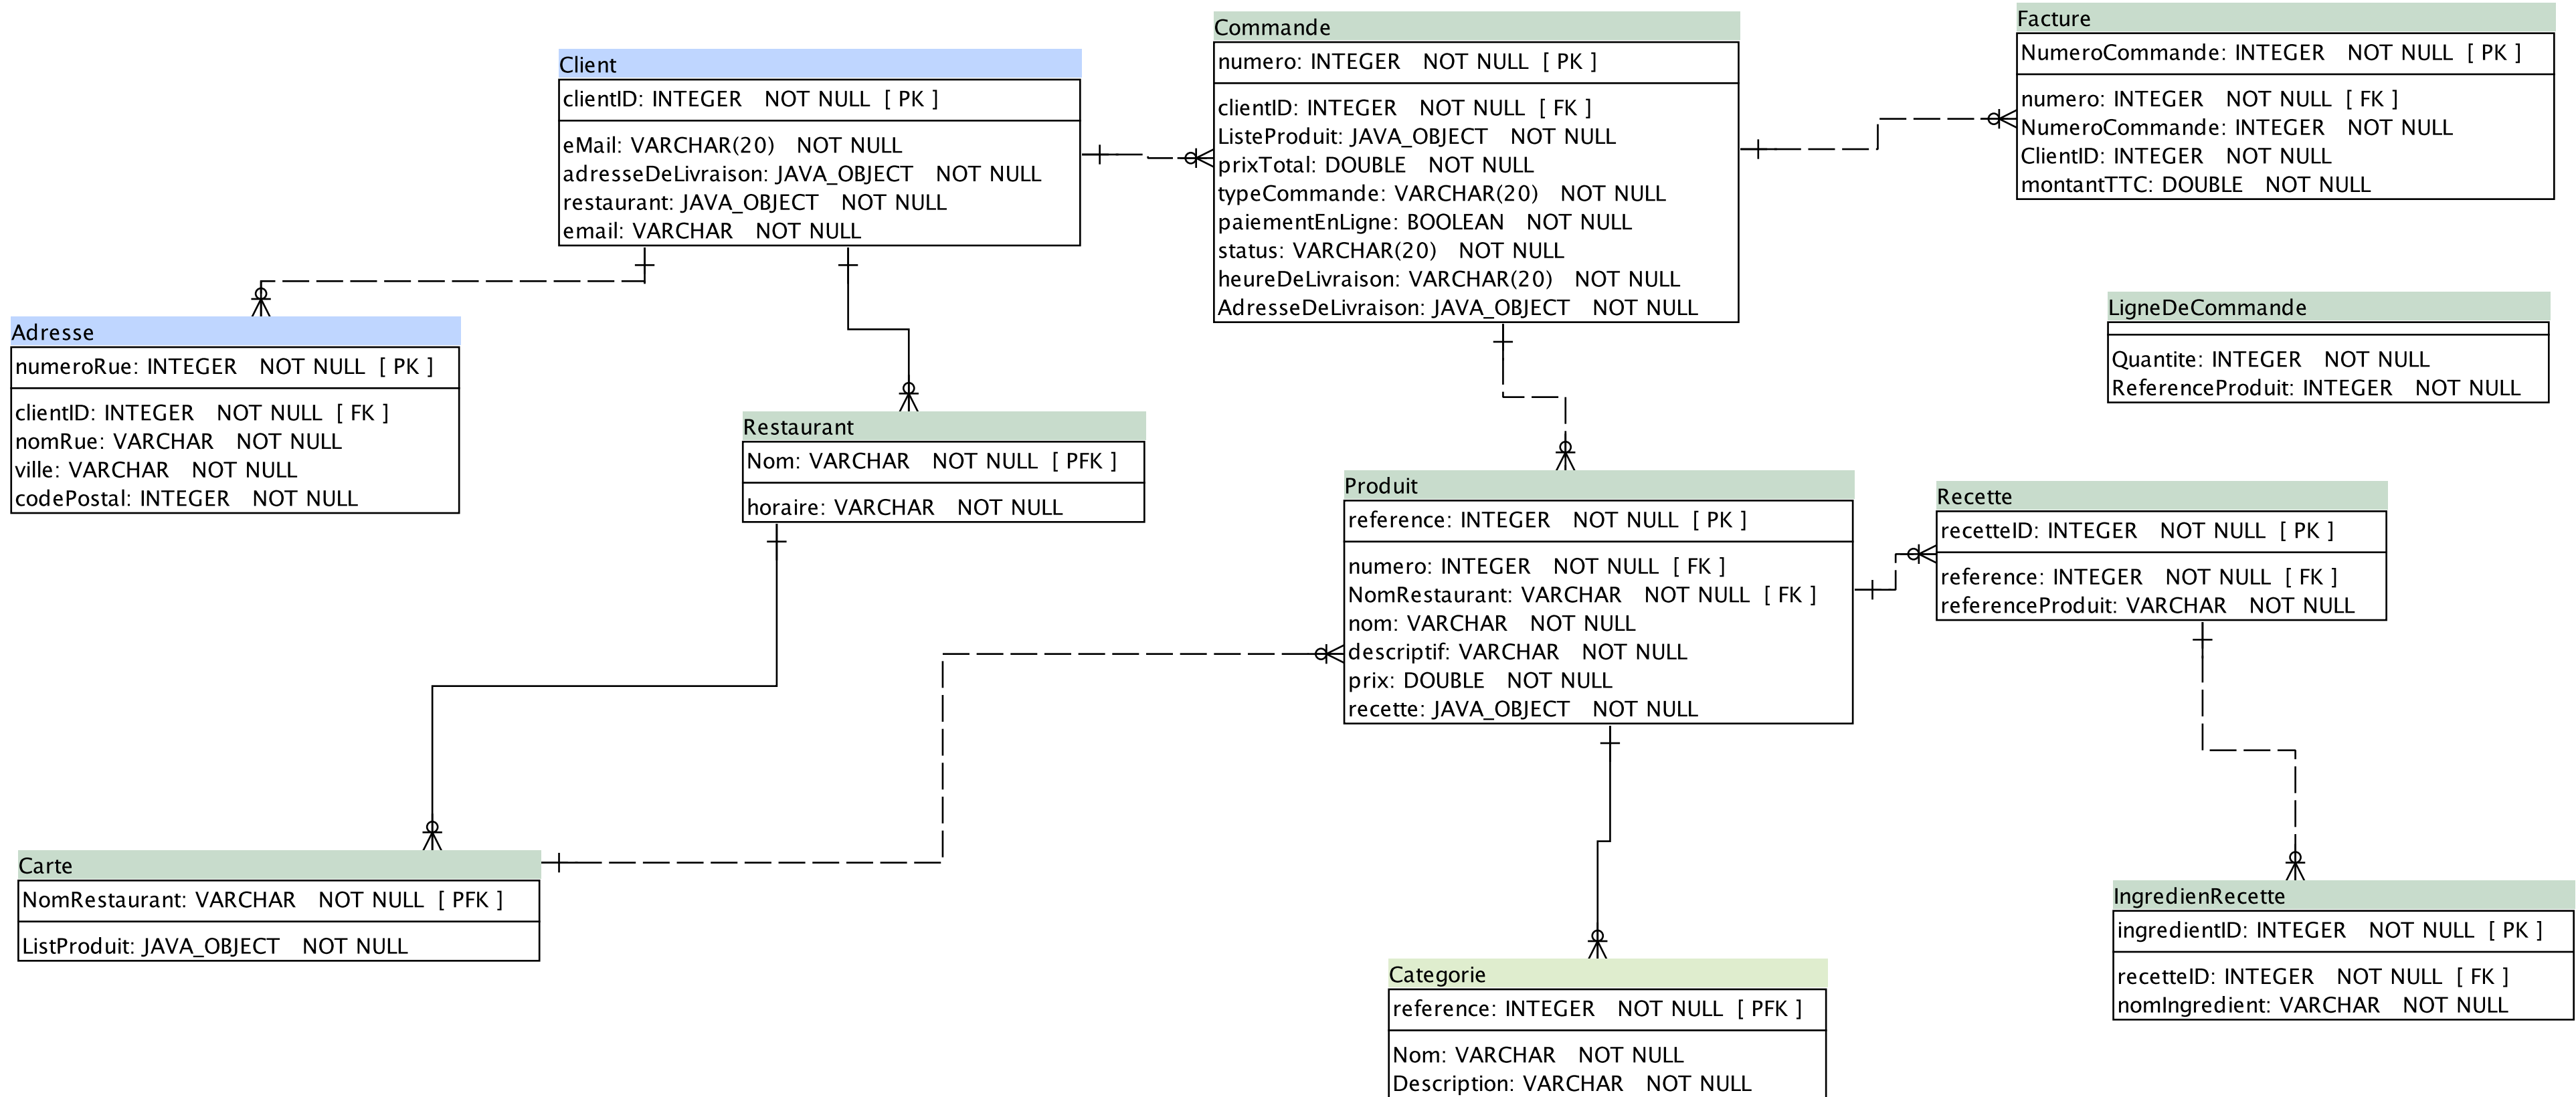 Client
clientID: INTEGER NOT NULL [ PK ]
eMail: VARCHAR(20) NOT NULL
adresseDeLivraison: JAVA_OBJECT NOT NULL
restaurant: JAVA_OBJECT NOT NULL
email: VARCHAR NOT NULL
Commande
numero: INTEGER NOT NULL [ PK ]
clientID: INTEGER NOT NULL [ FK ]
ListeProduit: JAVA_OBJECT NOT NULL
prixTotal: DOUBLE NOT NULL
typeCommande: VARCHAR(20) NOT NULL
paiementEnLigne: BOOLEAN NOT NULL
status: VARCHAR(20) NOT NULL
heureDeLivraison: VARCHAR(20) NOT NULL
AdresseDeLivraison: JAVA_OBJECT NOT NULL
Facture
NumeroCommande: INTEGER NOT NULL [ PK ]
numero: INTEGER NOT NULL [ FK ]
NumeroCommande: INTEGER NOT NULL
ClientID: INTEGER NOT NULL
montantTTC: DOUBLE NOT NULL
LigneDeCommande
Quantite: INTEGER NOT NULL
ReferenceProduit: INTEGER NOT NULL
Adresse
numeroRue: INTEGER NOT NULL [ PK ]
clientID: INTEGER NOT NULL [ FK ]
nomRue: VARCHAR NOT NULL
ville: VARCHAR NOT NULL
codePostal: INTEGER NOT NULL
Restaurant
Nom: VARCHAR NOT NULL [ PFK ]
horaire: VARCHAR NOT NULL
Produit
reference: INTEGER NOT NULL [ PK ]
numero: INTEGER NOT NULL [ FK ]
NomRestaurant: VARCHAR NOT NULL [ FK ]
nom: VARCHAR NOT NULL
descriptif: VARCHAR NOT NULL
prix: DOUBLE NOT NULL
recette: JAVA_OBJECT NOT NULL
Recette
recetteID: INTEGER NOT NULL [ PK ]
reference: INTEGER NOT NULL [ FK ]
referenceProduit: VARCHAR NOT NULL
Carte
NomRestaurant: VARCHAR NOT NULL [ PFK ]
ListProduit: JAVA_OBJECT NOT NULL
Categorie
reference: INTEGER NOT NULL [ PFK ]
Nom: VARCHAR NOT NULL
Description: VARCHAR NOT NULL
IngredienRecette
ingredientID: INTEGER NOT NULL [ PK ]
recetteID: INTEGER NOT NULL [ FK ]
nomIngredient: VARCHAR NOT NULL